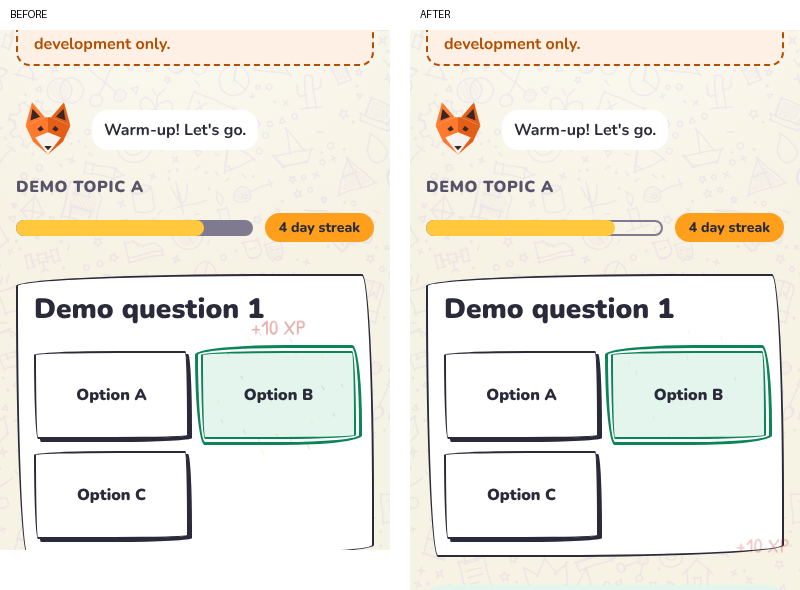 BEFORE
development only.
Warm-up! Let's go.
DEMO TOPIC A
4 day streak
Demo question 1
+10 XP
Option A
Option B
Option C
AFTER
development only.
Warm-up! Let's go.
DEMO TOPIC A
4 day streak
Demo question 1
Option A
Option B
Option C
+10 XP